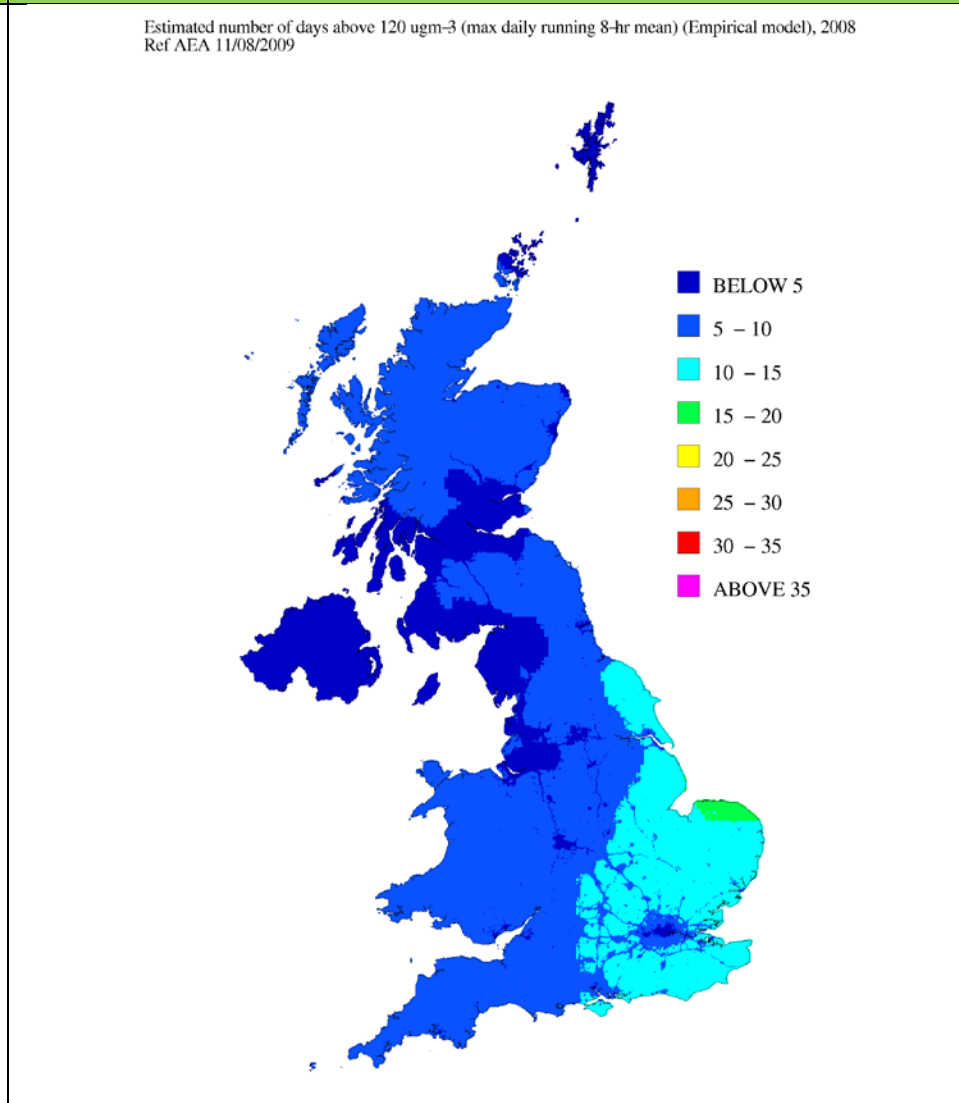 Estimated number of days above 120 ugm-3 (max daily running 8-hr mean) (Empirical model), 2008
Ref AEA 11/08/2009
BELOW 5
5 – 10
10 – 15
15 – 20
20 – 25
25 – 30
30 – 35
ABOVE 35